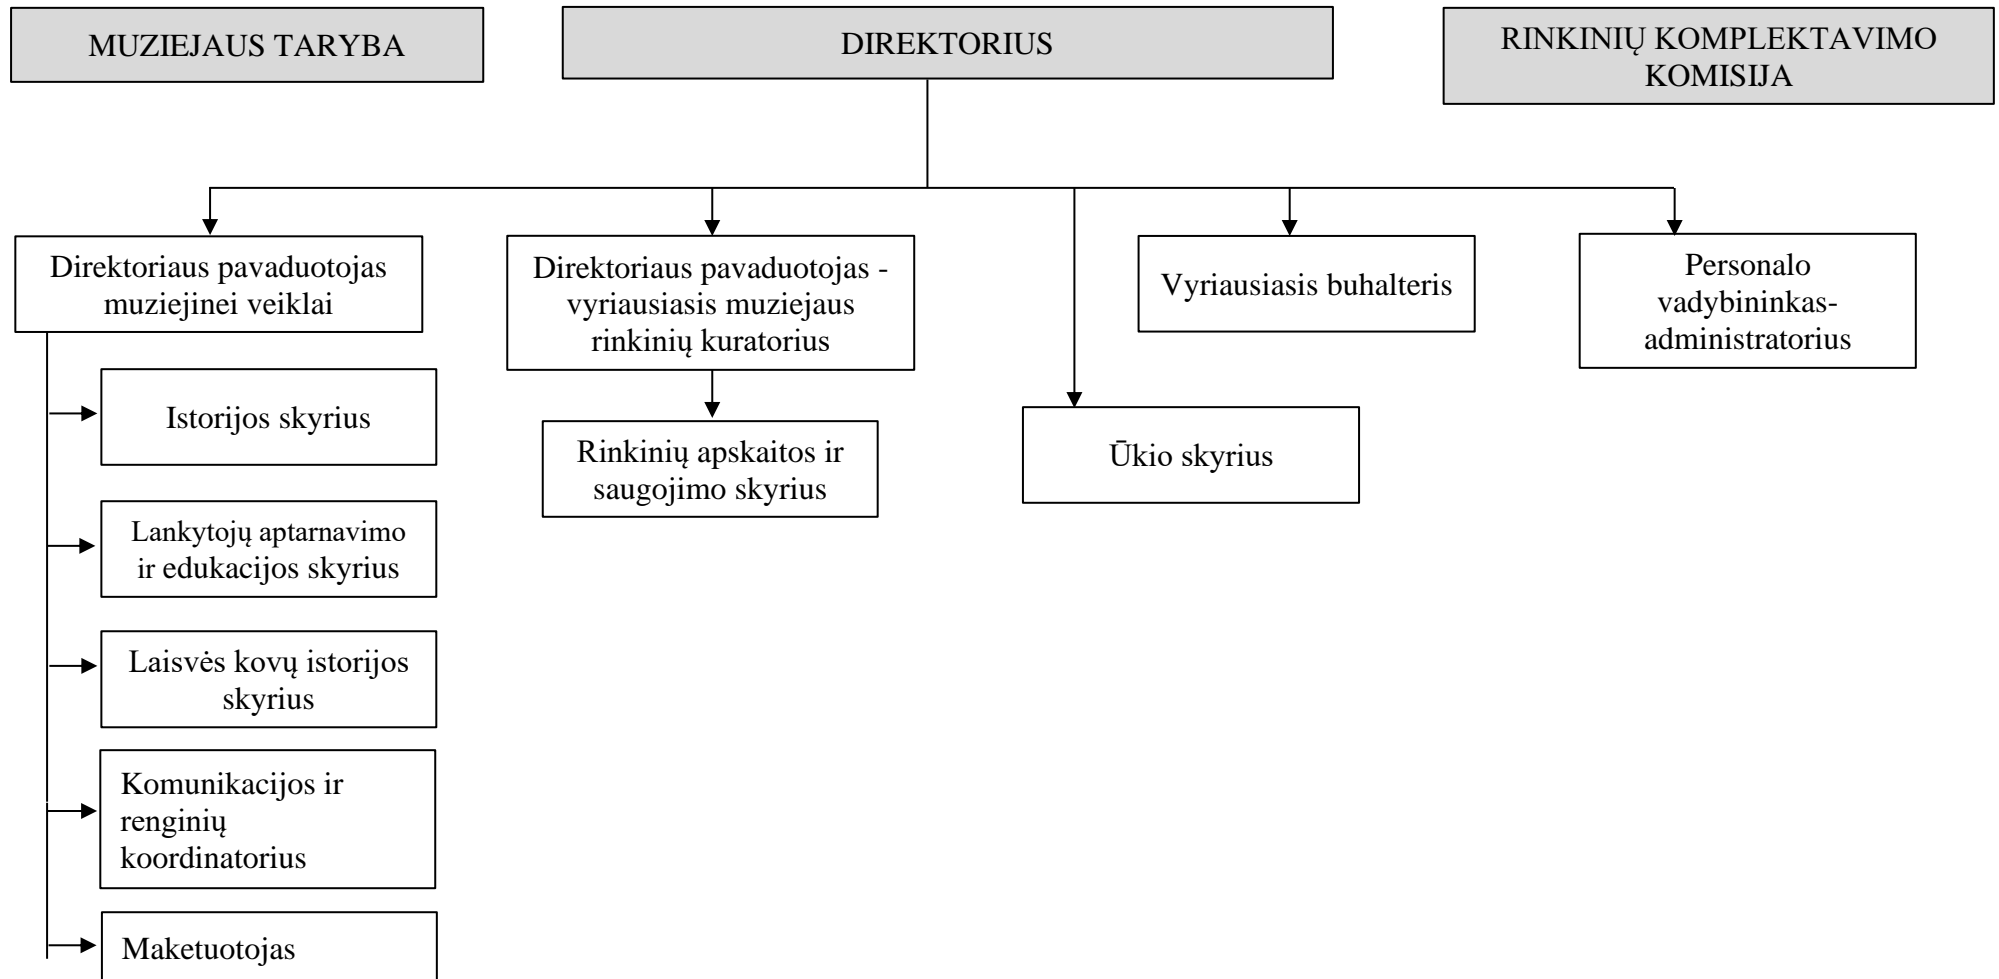 MUZIEJAUS TARYBA
DIREKTORIUS
RINKINIŲ KOMPLEKTAVIMO
KOMISIJA
Direktoriaus pavaduotojas
muziejinei veiklai
Direktoriaus pavaduotojas -
vyriausiasis muziejaus
rinkinių kuratorius
Vyriausiasis buhalteris
Personalo
vadybininkas-
administratorius
Istorijos skyrius
Rinkinių apskaitos ir
saugojimo skyrius
Ūkio skyrius
Lankytojų aptarnavimo
ir edukacijos skyrius
Laisvės kovų istorijos
skyrius
Komunikacijos ir
renginių
koordinatorius
Maketuotojas